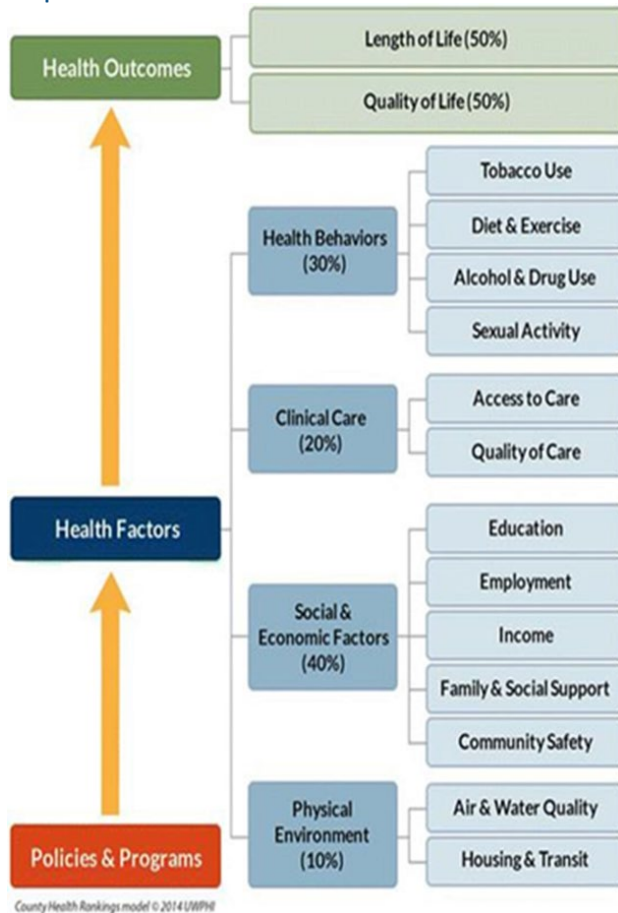 Health Outcomes
Length of Life (50%)
Quality of Life (50%)
Health Behaviors
(30%)
Tobacco Use
Diet & Exercise
Alcohol & Drug Use
Sexual Activity
Clinical Care
(20%)
Access to Care
Quality of Care
Health Factors
Social &
Economic Factors
(40%)
Education
Employment
Income
Family & Social Support
Community Safety
Physical
Environment
(10%)
Air & Water Quality
Housing & Transit
Policies & Programs
County Health Rankings model © 2014 UWPHI